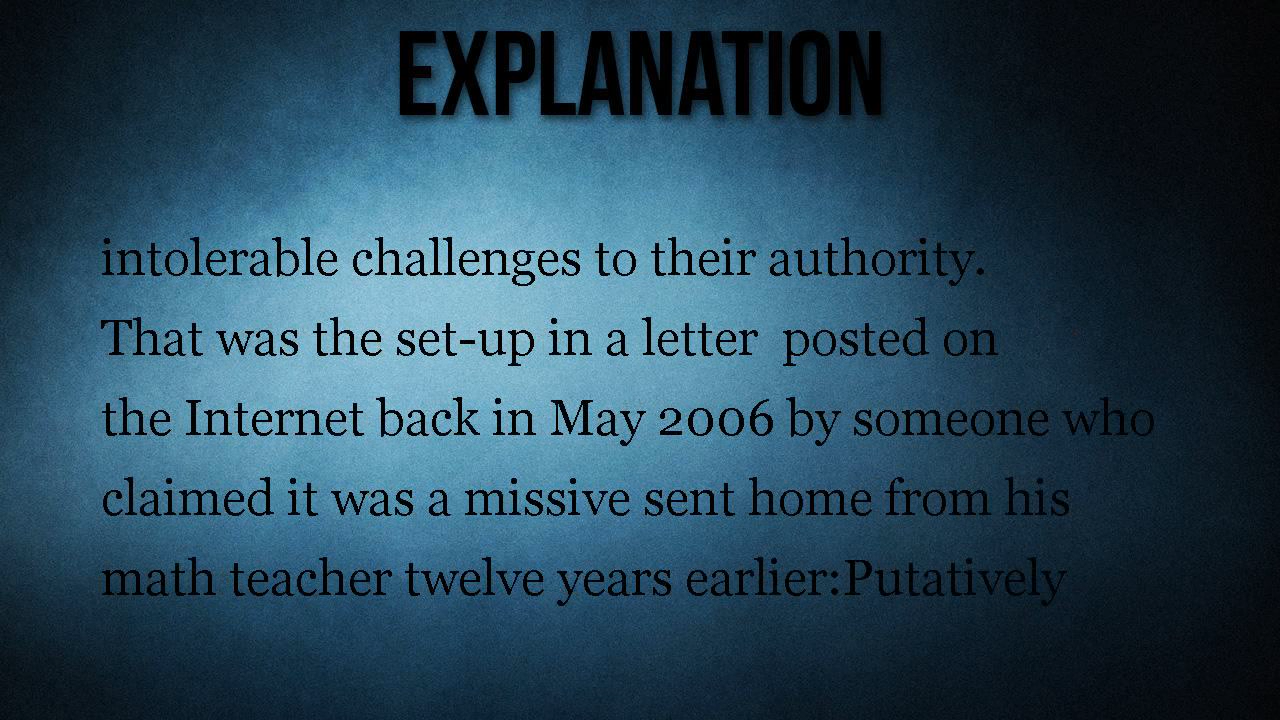 EXPLANATION
intolerable challenges to their authority.
That was the set-up in a letter  posted on
the Internet back in May 2006 by someone who
claimed it was a missive sent home from his
math teacher twelve years earlier:Putatively